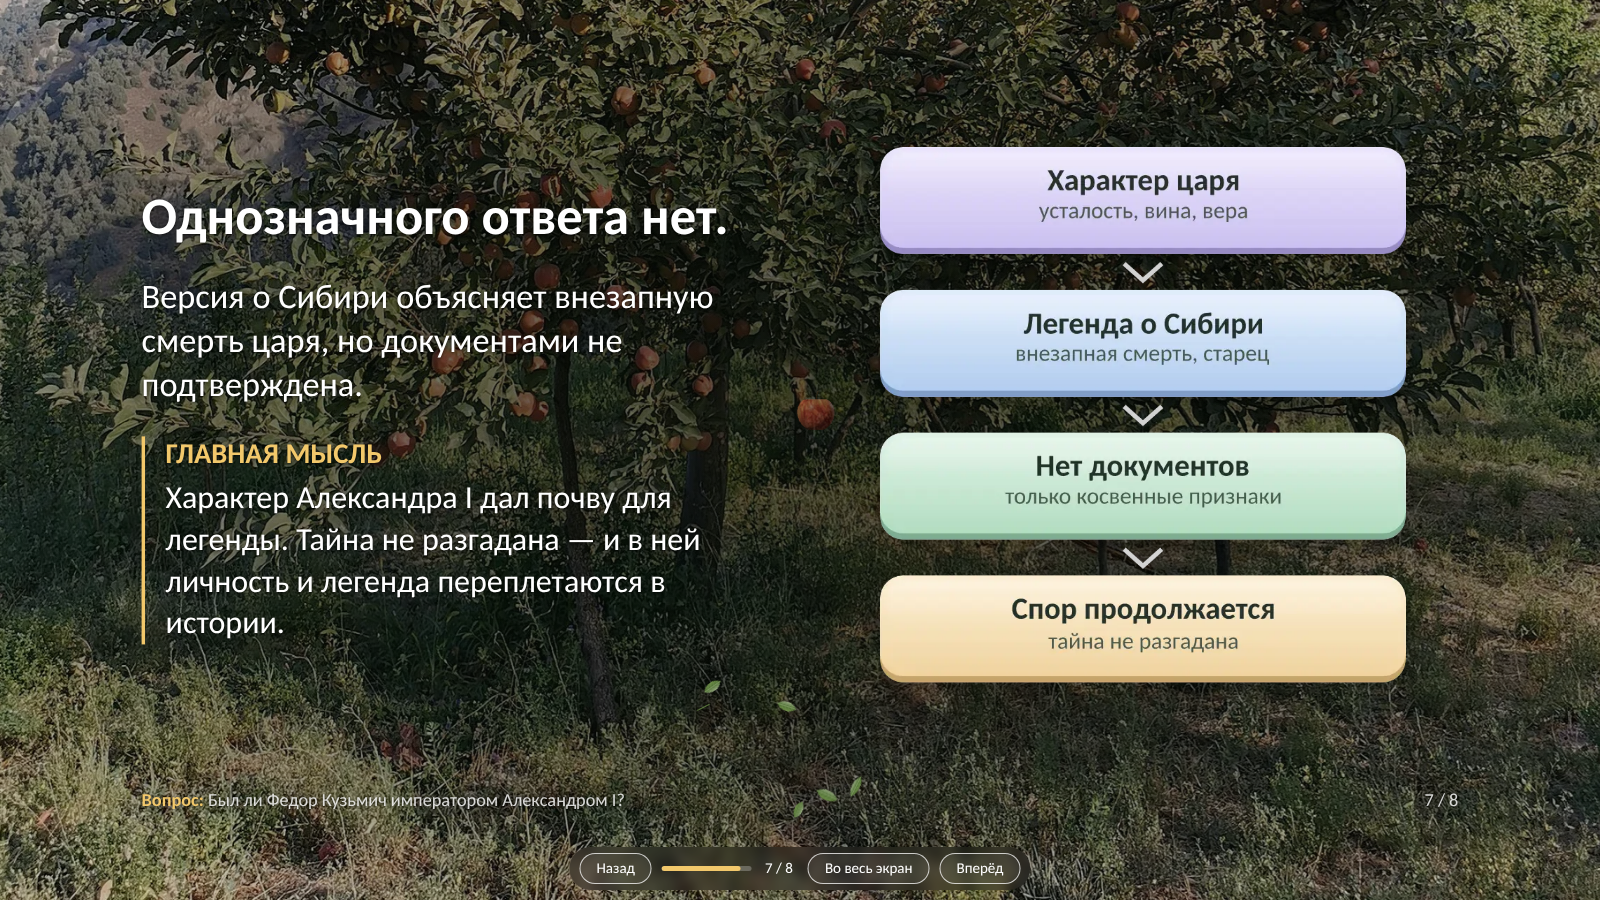 Однозначного ответа нет.
Версия о Сибири объясняет внезапную
смерть царя, но документами не
подтверждена.
ГЛАВНАЯ МЫСЛЬ
Характер Александра I дал почву для
легенды. Тайна не разгадана — и в ней
личность и легенда переплетаются в
истории.
Характер царя
усталость, вина, вера
Легенда о Сибири
внезапная смерть, старец
Нет документов
только косвенные признаки
Спор продолжается
тайна не разгадана
Вопрос: Был ли Федор Кузьмич императором Александром I?
7 / 8
Назад
7 / 8
Во весь экран
Вперёд